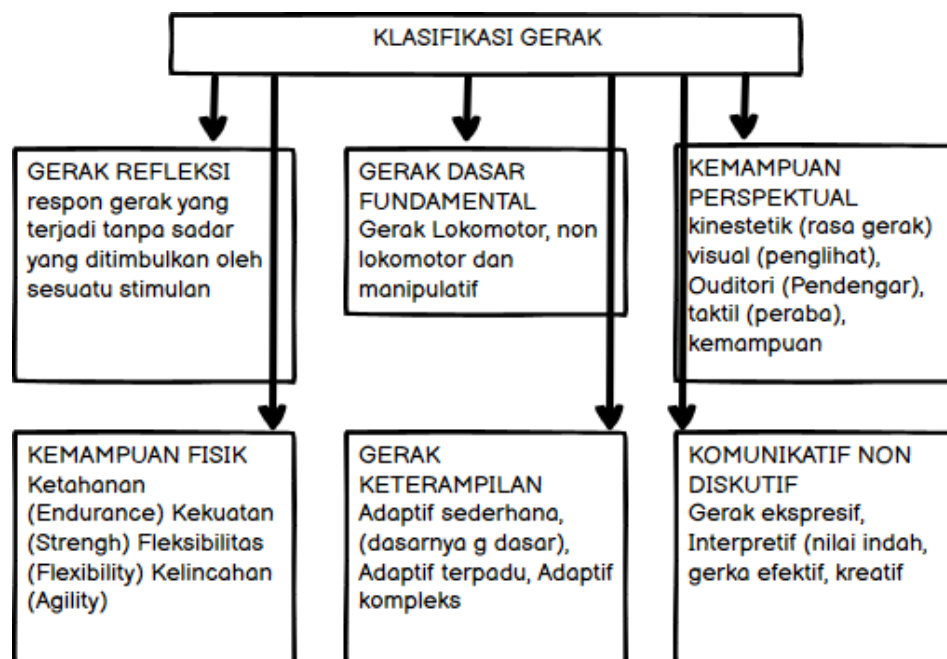 KLASIFIKASI GERAK
GERAK REFLEKSI
respon gerak yang
terjadi tanpa sadar
yang ditimbulkan oleh
sesuatu stimulan
GERAK DASAR
FUNDAMENTAL
Gerak Lokomotor, non
lokomotor dan
manipulatif
KEMAMPUAN
PERSPEKTUAL
kinestetik (rasa gerak)
visual (penglihat),
Ouditori (Pendengar),
taktil (peraba),
kemampuan
KEMAMPUAN FISIK
Ketahanan
(Endurance) Kekuatan
(Strengh) Fleksibilitas
(Flexibility) Kelincahan
(Agility)
GERAK
KETERAMPILAN
Adaptif sederhana,
(dasarnya g dasar),
Adaptif terpadu, Adaptif
kompleks
KOMUNIKATIF NON
DISKUTIF
Gerak ekspresif,
Interpretif (nilai indah,
gerka efektif, kreatif